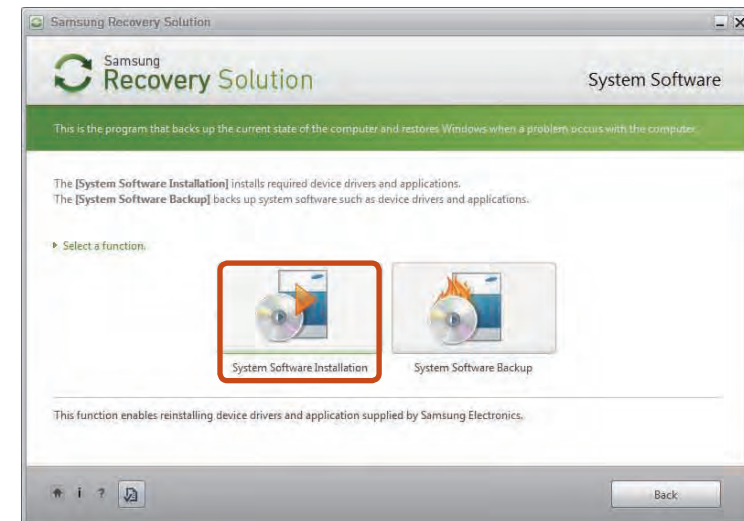 Samsung Recovery Solution
Samsung
Recovery Solution
System Software
This is the program that backs up the current state of the computer and restores Windows when a problem occurs with the computer.
The [System Software Installation] installs required device drivers and applications.
The [System Software Backup] backs up system software such as device drivers and applications.
Select a function.
System Software Installation
System Software Backup
This function enables reinstalling device drivers and application supplied by Samsung Electronics.
i ?
Back